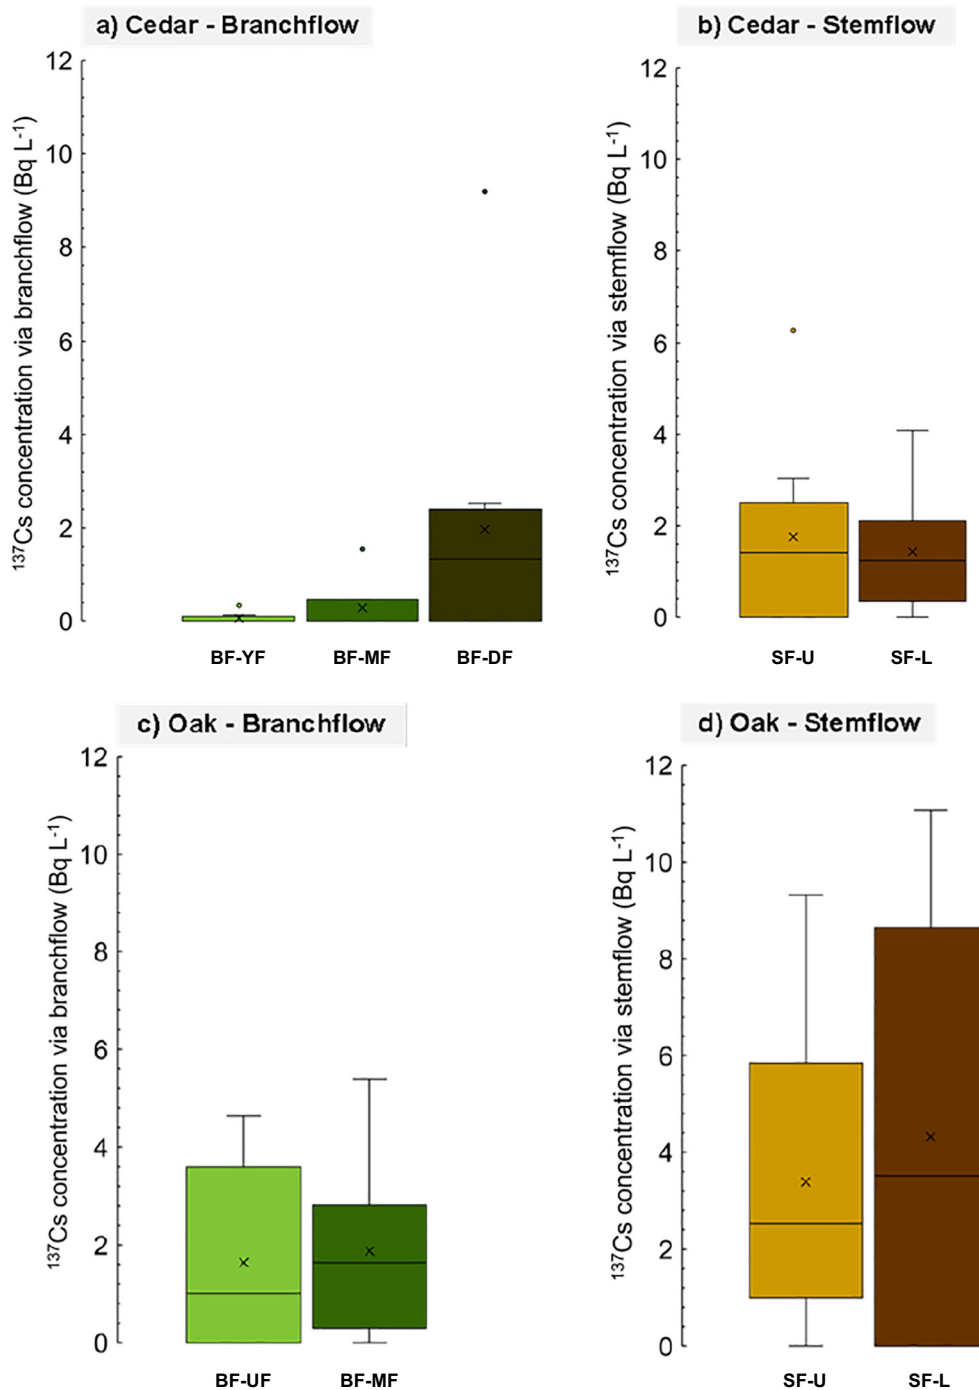 a) Cedar - Branchflow
137Cs concentration via branchflow (Bq L-1)
12
10
8
6
4
2
0
BF-YF BF-MF BF-DF
b) Cedar - Stemflow
137Cs concentration via stemflow (Bq L-1)
12
10
8
6
4
2
0
SF-U SF-L
c) Oak - Branchflow
137Cs concentration via branchflow (Bq L-1)
12
10
8
6
4
2
0
BF-UF BF-MF
d) Oak - Stemflow
137Cs concentration via stemflow (Bq L-1)
12
10
8
6
4
2
0
SF-U SF-L